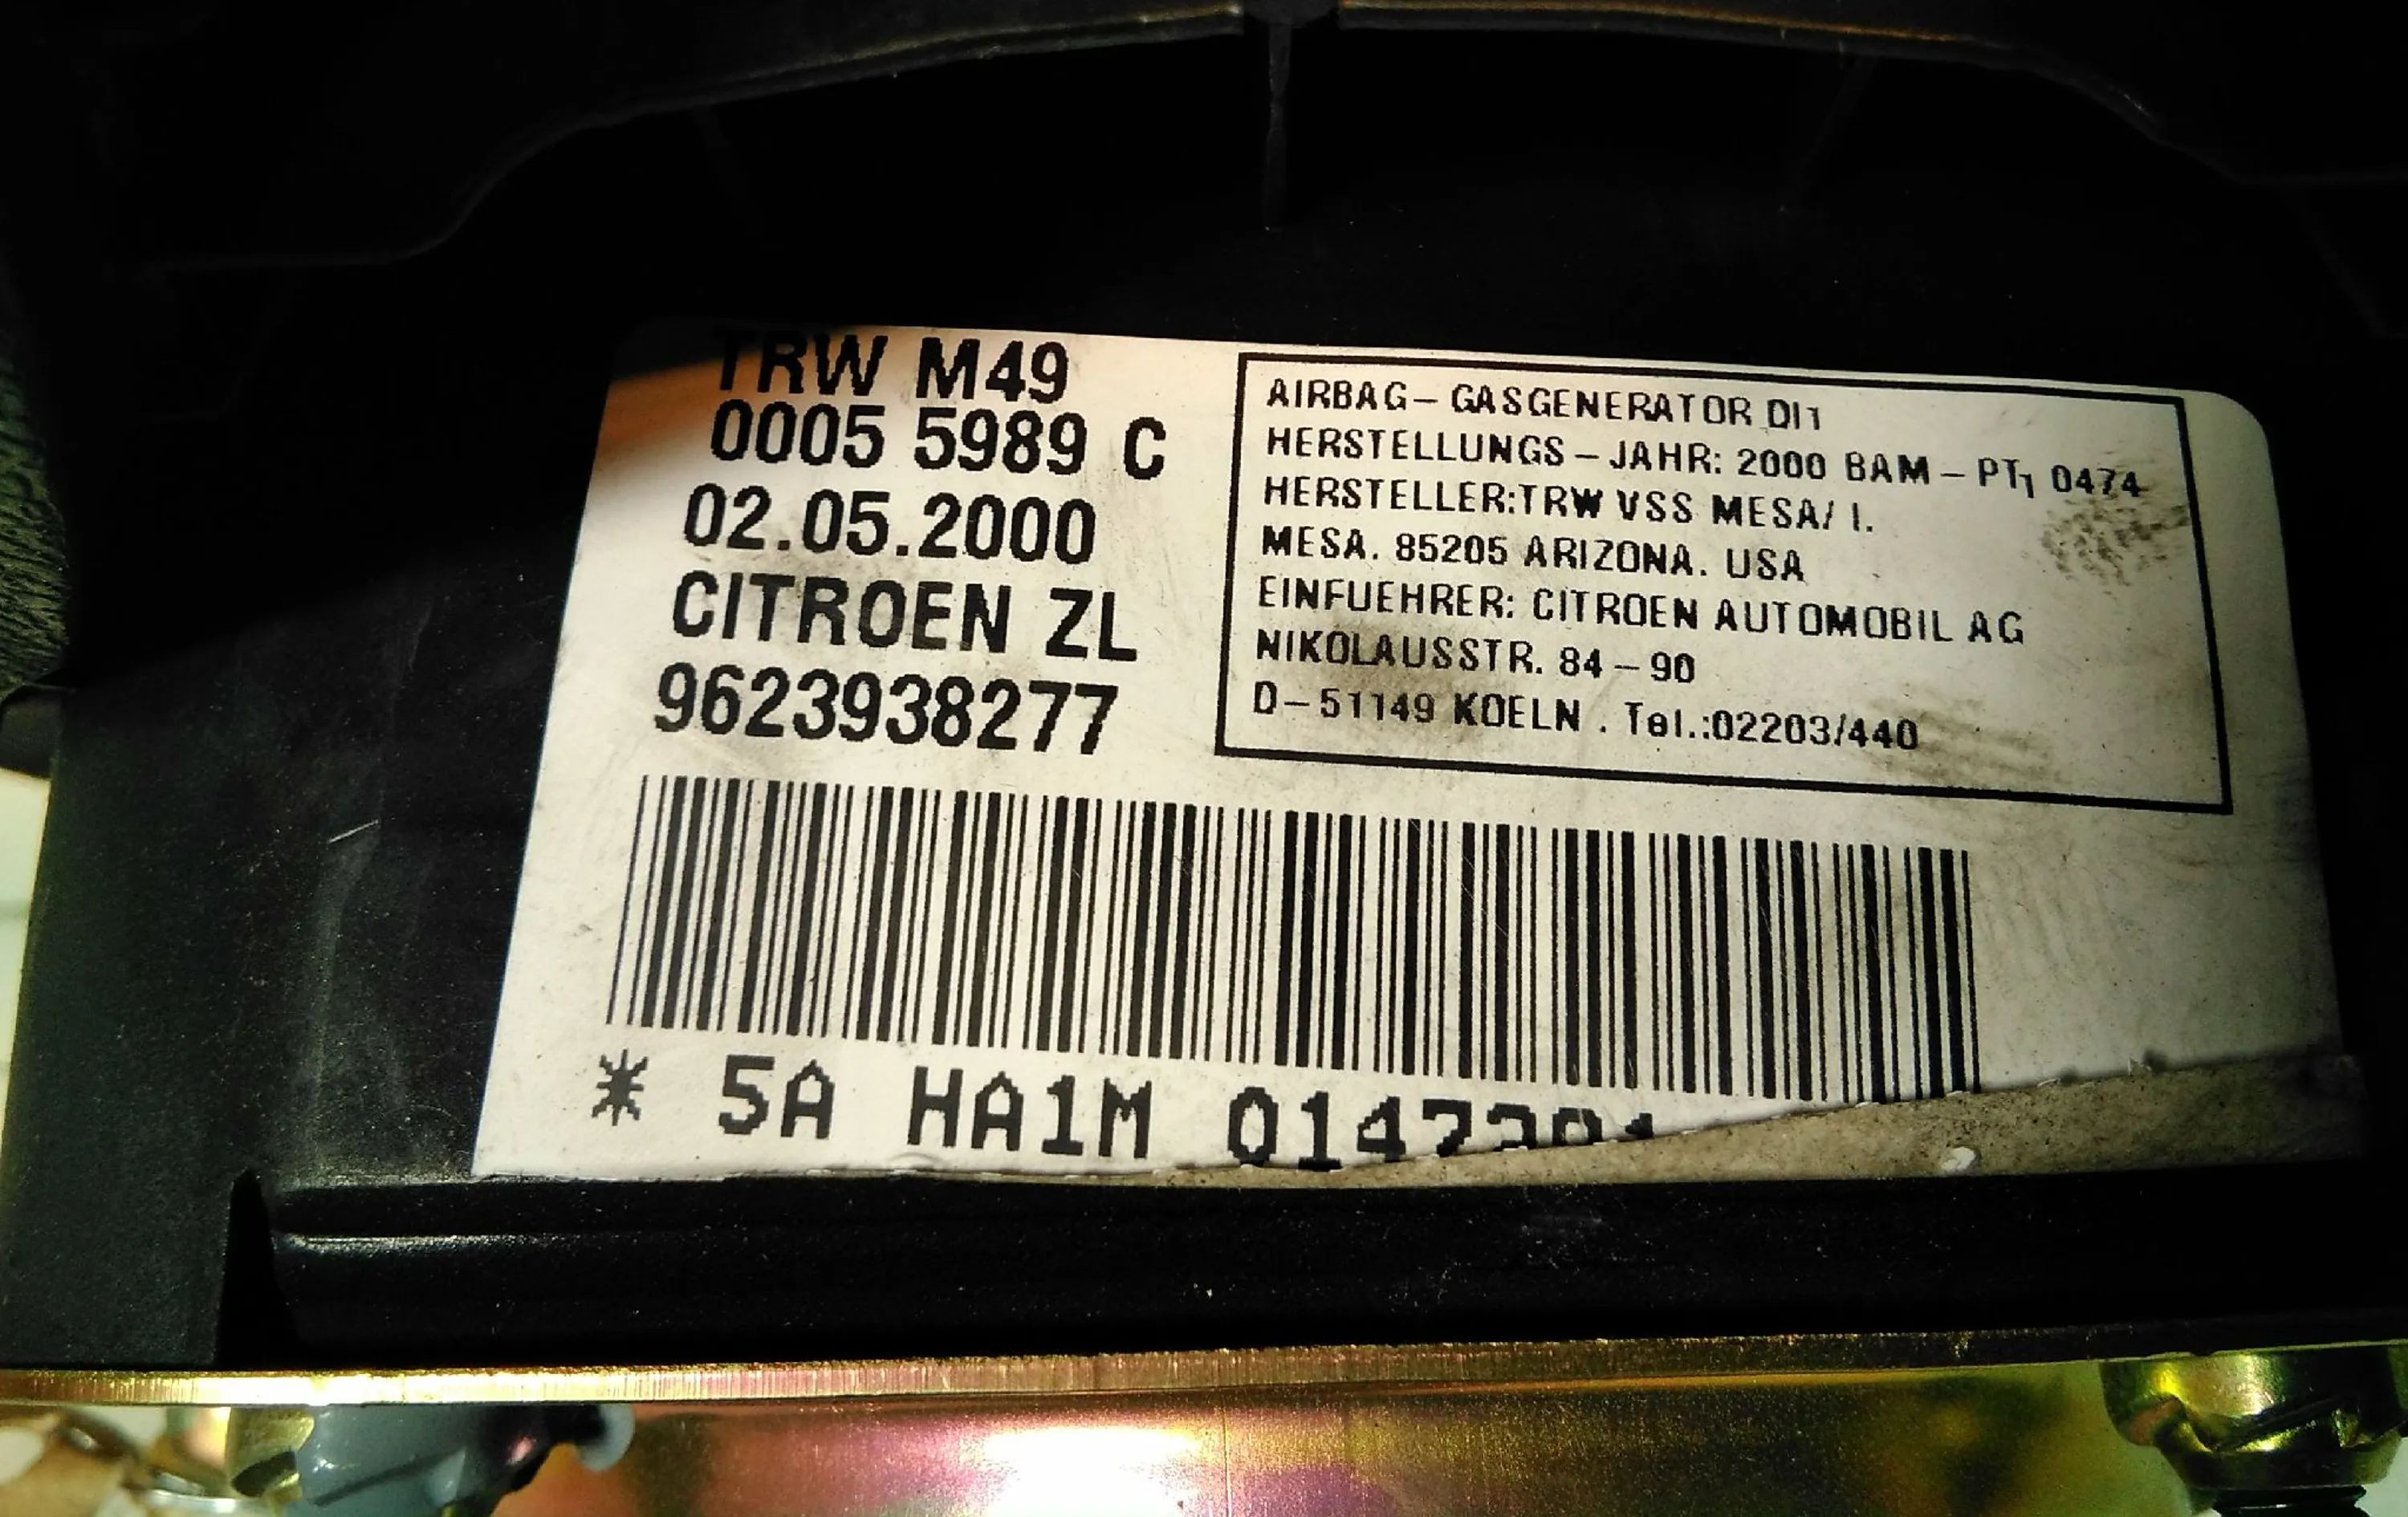 TRW M49
0005 5989 C
02.05.2000
CITROEN ZL
9623938277
AIRBAG-GASGENERATOR DI1
HERSTELLUNGS-JAHR: 2000 BAM-PT1 0474
HERSTELLER:TRW VSS MESA/ I.
MESA. 85205 ARIZONA. USA
EINFUEHRER: CITROEN AUTOMOBIL AG
NIKOLAUSSTR. 84-90
D-51149 KOELN . Tel.:02203/440
* 5A HA1M